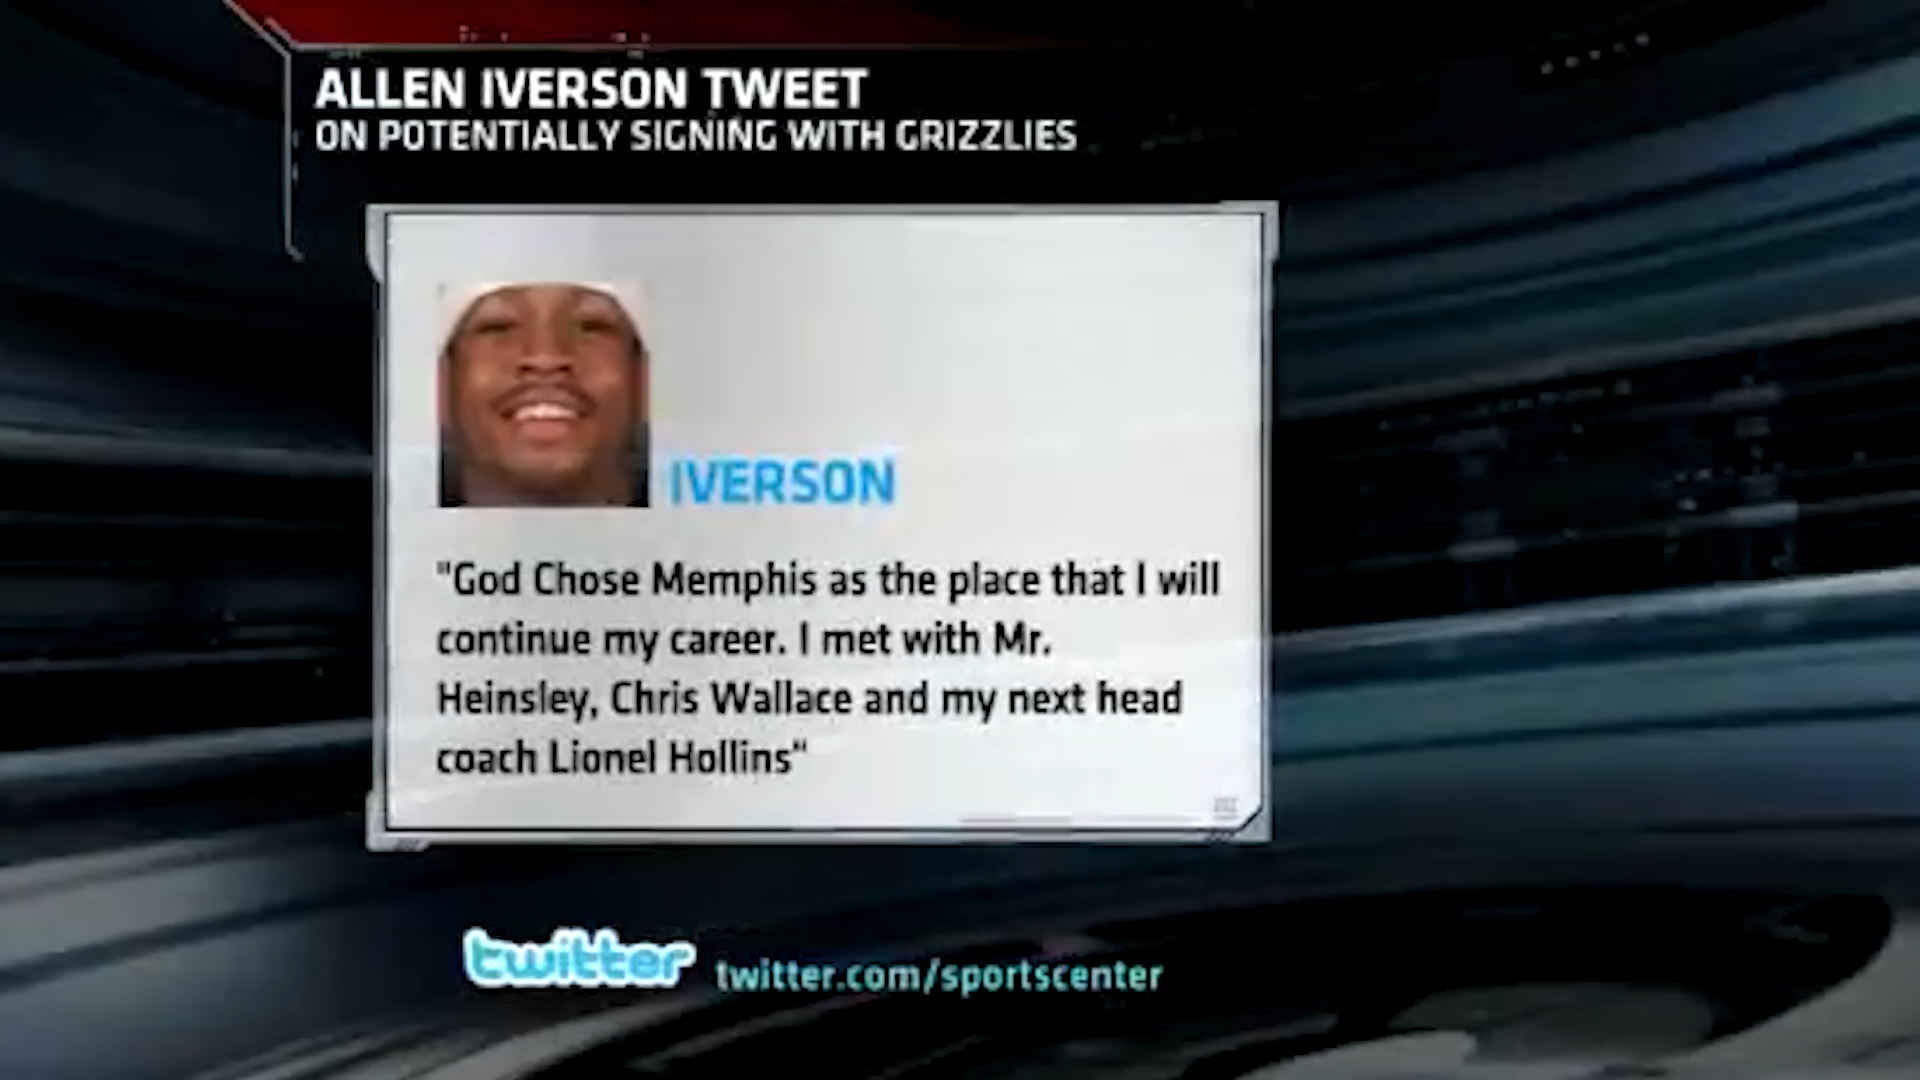 ALLEN IVERSON TWEET
ON POTENTIALLY SIGNING WITH GRIZZLIES
IVERSON
"God Chose Memphis as the place that I will
continue my career. I met with Mr.
Heinsley, Chris Wallace and my next head
coach Lionel Hollins"
twitter twitter.com/sportscenter